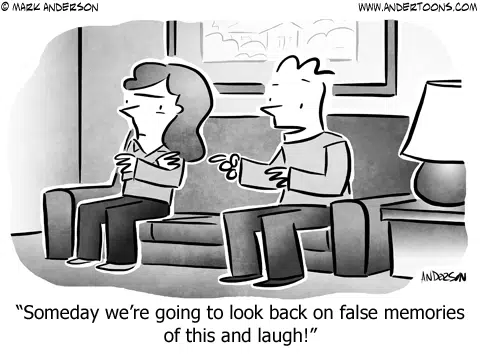 © MARK ANDERSON
WWW.ANDERTOONS.COM
ANDERSON
“Someday we’re going to look back on false memories
of this and laugh!”